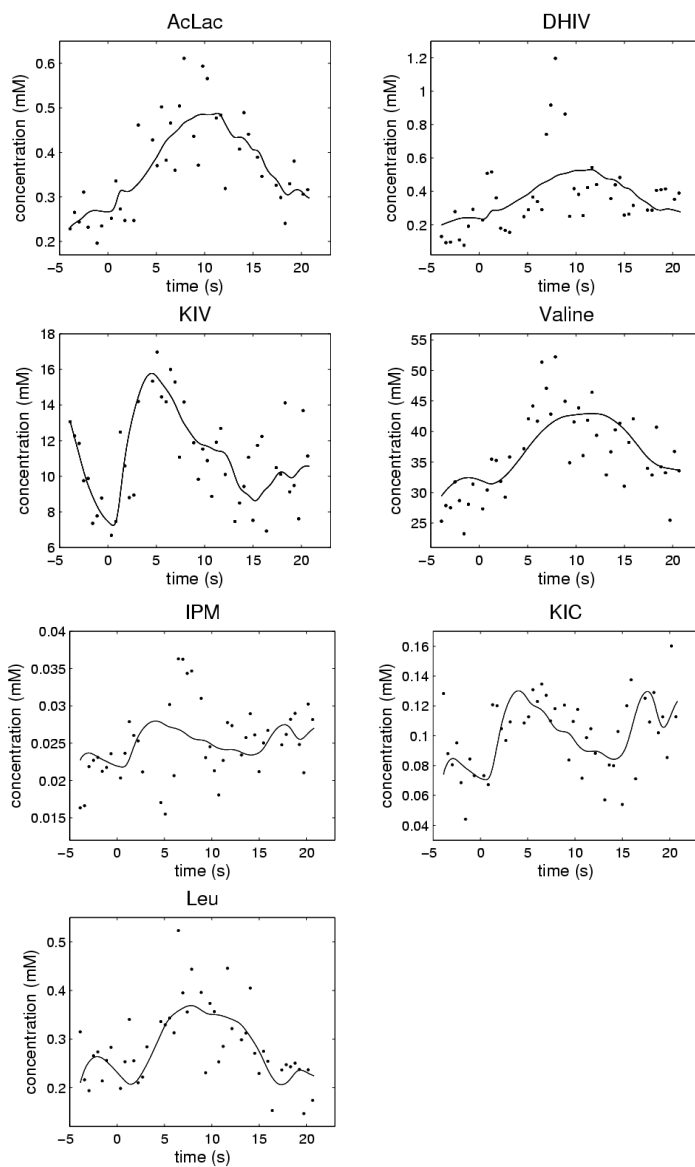 AcLac
concentration (mM)
0.6
0.5
0.4
0.3
0.2
−5 0 5 10 15 20
time (s)
DHIV
concentration (mM)
1.2
1
0.8
0.6
0.4
0.2
−5 0 5 10 15 20
time (s)
KIV
concentration (mM)
18
16
14
12
10
8
6
−5 0 5 10 15 20
time (s)
Valine
concentration (mM)
55
50
45
40
35
30
25
−5 0 5 10 15 20
time (s)
IPM
concentration (mM)
0.04
0.035
0.03
0.025
0.02
0.015
−5 0 5 10 15 20
time (s)
KIC
concentration (mM)
0.16
0.14
0.12
0.1
0.08
0.06
0.04
−5 0 5 10 15 20
time (s)
Leu
concentration (mM)
0.5
0.4
0.3
0.2
−5 0 5 10 15 20
time (s)